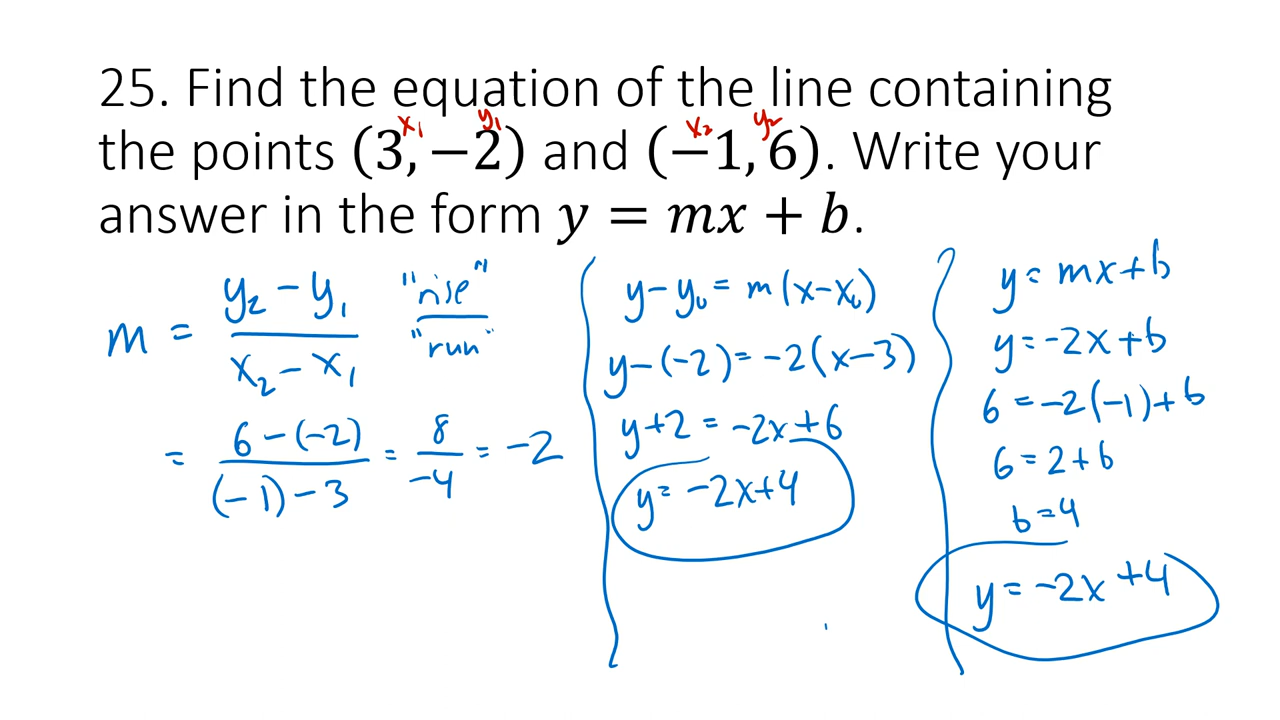 25. Find the equation of the line containing
x₁ y₁ x₂ y₂
the points (3, −2) and (−1, 6). Write your
answer in the form y = mx + b.
m = (y₂ − y₁)/(x₂ − x₁) "rise"/"run"
= (6 − (−2))/((−1) − 3) = 8/−4 = −2
y − y₀ = m(x − x₀)
y − (−2) = −2(x − 3)
y + 2 = −2x + 6
y = −2x + 4
y = mx + b
y = −2x + b
6 = −2(−1) + b
6 = 2 + b
b = 4
y = −2x + 4